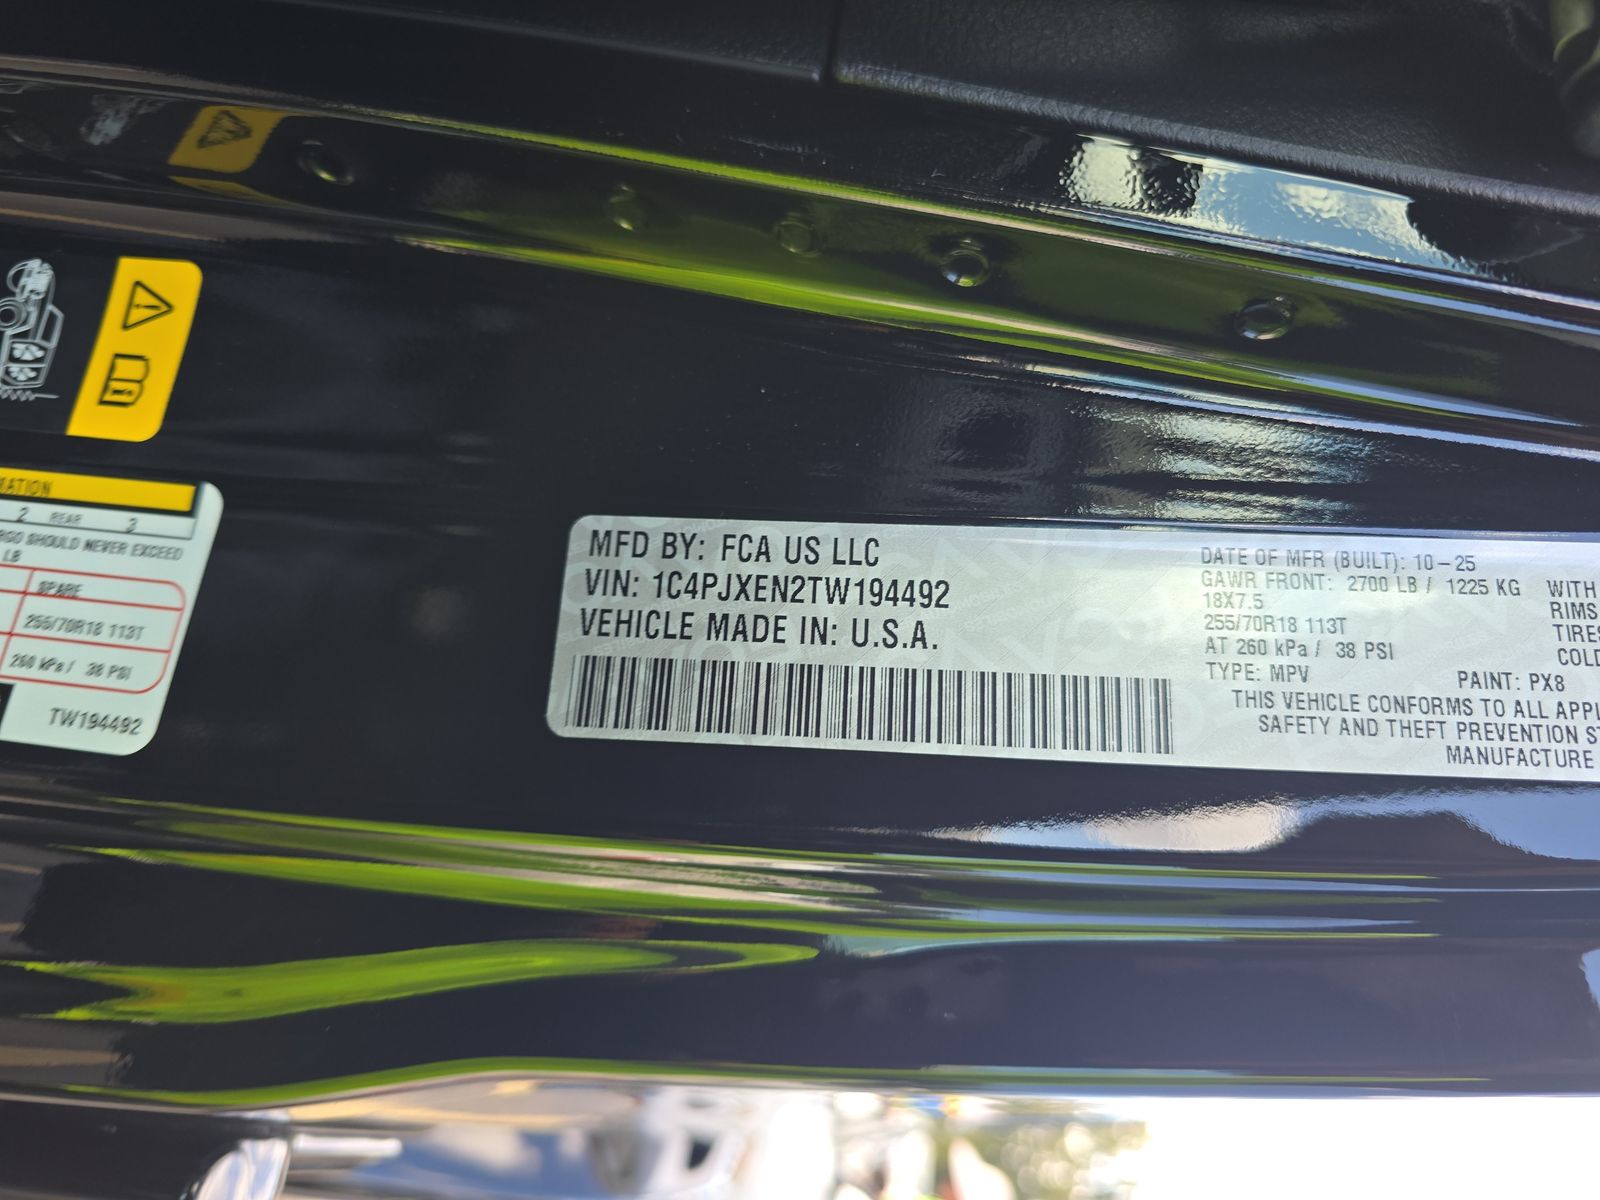 ATION
2 REAR 3
RGO SHOULD NEVER EXCEED
LB
SPARE
255/70R18 113T
260 kPa / 38 PSI
TW194492
MFD BY: FCA US LLC
VIN: 1C4PJXEN2TW194492
VEHICLE MADE IN: U.S.A.
DATE OF MFR (BUILT): 10-25
GAWR FRONT: 2700 LB / 1225 KG WITH
18X7.5 RIMS
255/70R18 113T TIRES
AT 260 kPa / 38 PSI COLD
TYPE: MPV PAINT: PX8
THIS VEHICLE CONFORMS TO ALL APPL
SAFETY AND THEFT PREVENTION ST
MANUFACTURE